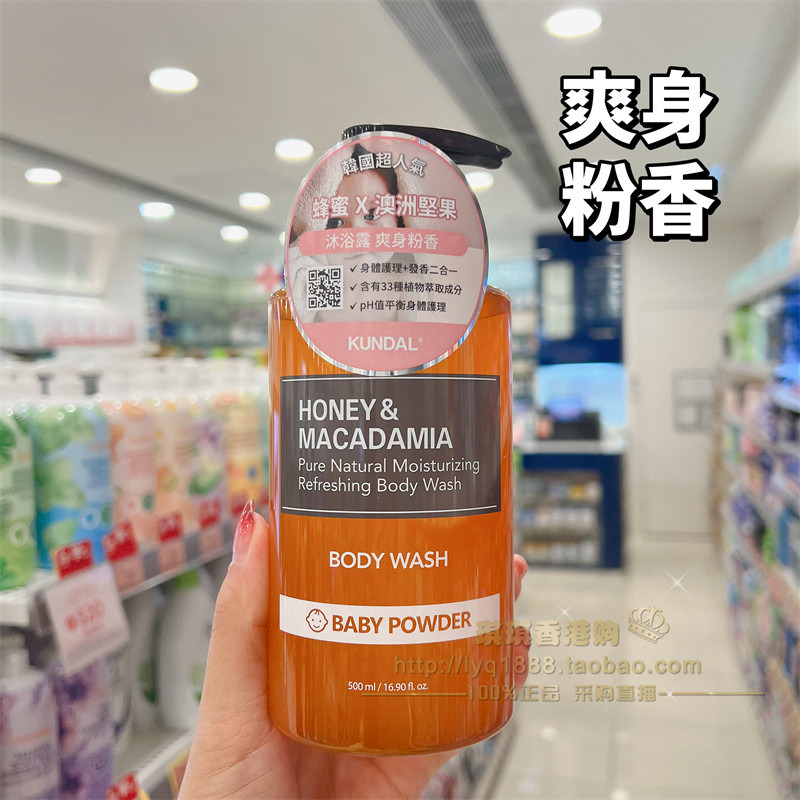 爽身
粉香
韓國超人氣
蜂蜜 X 澳洲堅果
沐浴露 爽身粉香
✓ 身體護理+發香二合一
✓ 含有33種植物萃取成分
✓ pH值平衡身體護理
KUNDAL®
HONEY &
MACADAMIA
Pure Natural Moisturizing
Refreshing Body Wash
BODY WASH
BABY POWDER
500 ml / 16.90 fl. oz.
琪琪香港购
http://lyq1888.taobao.com
100%正品 采购直播